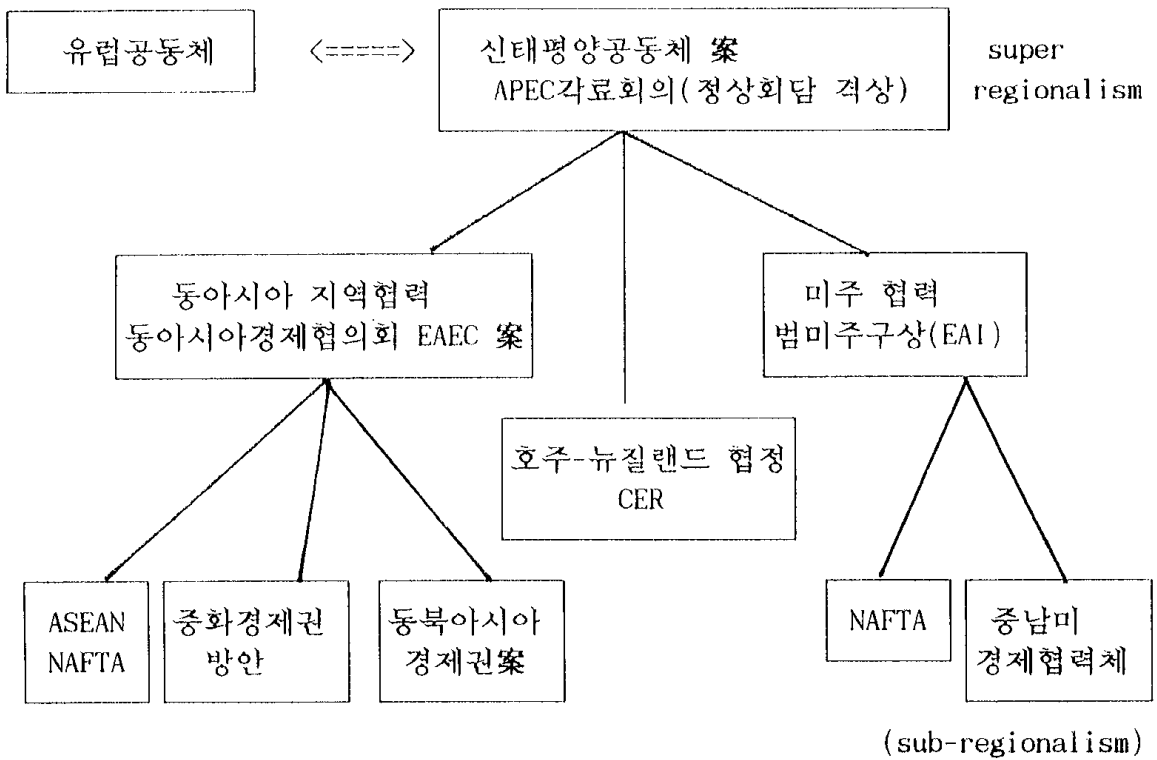 유럽공동체
<=====>
신태평양공동체 案
APEC각료회의(정상회담 격상)
super
regionalism
동아시아 지역협력
동아시아경제협의회 EAEC 案
미주 협력
범미주구상(EAI)
호주-뉴질랜드 협정
CER
ASEAN
NAFTA
중화경제권
방안
동북아시아
경제권案
NAFTA
중남미
경제협력체
(sub-regionalism)